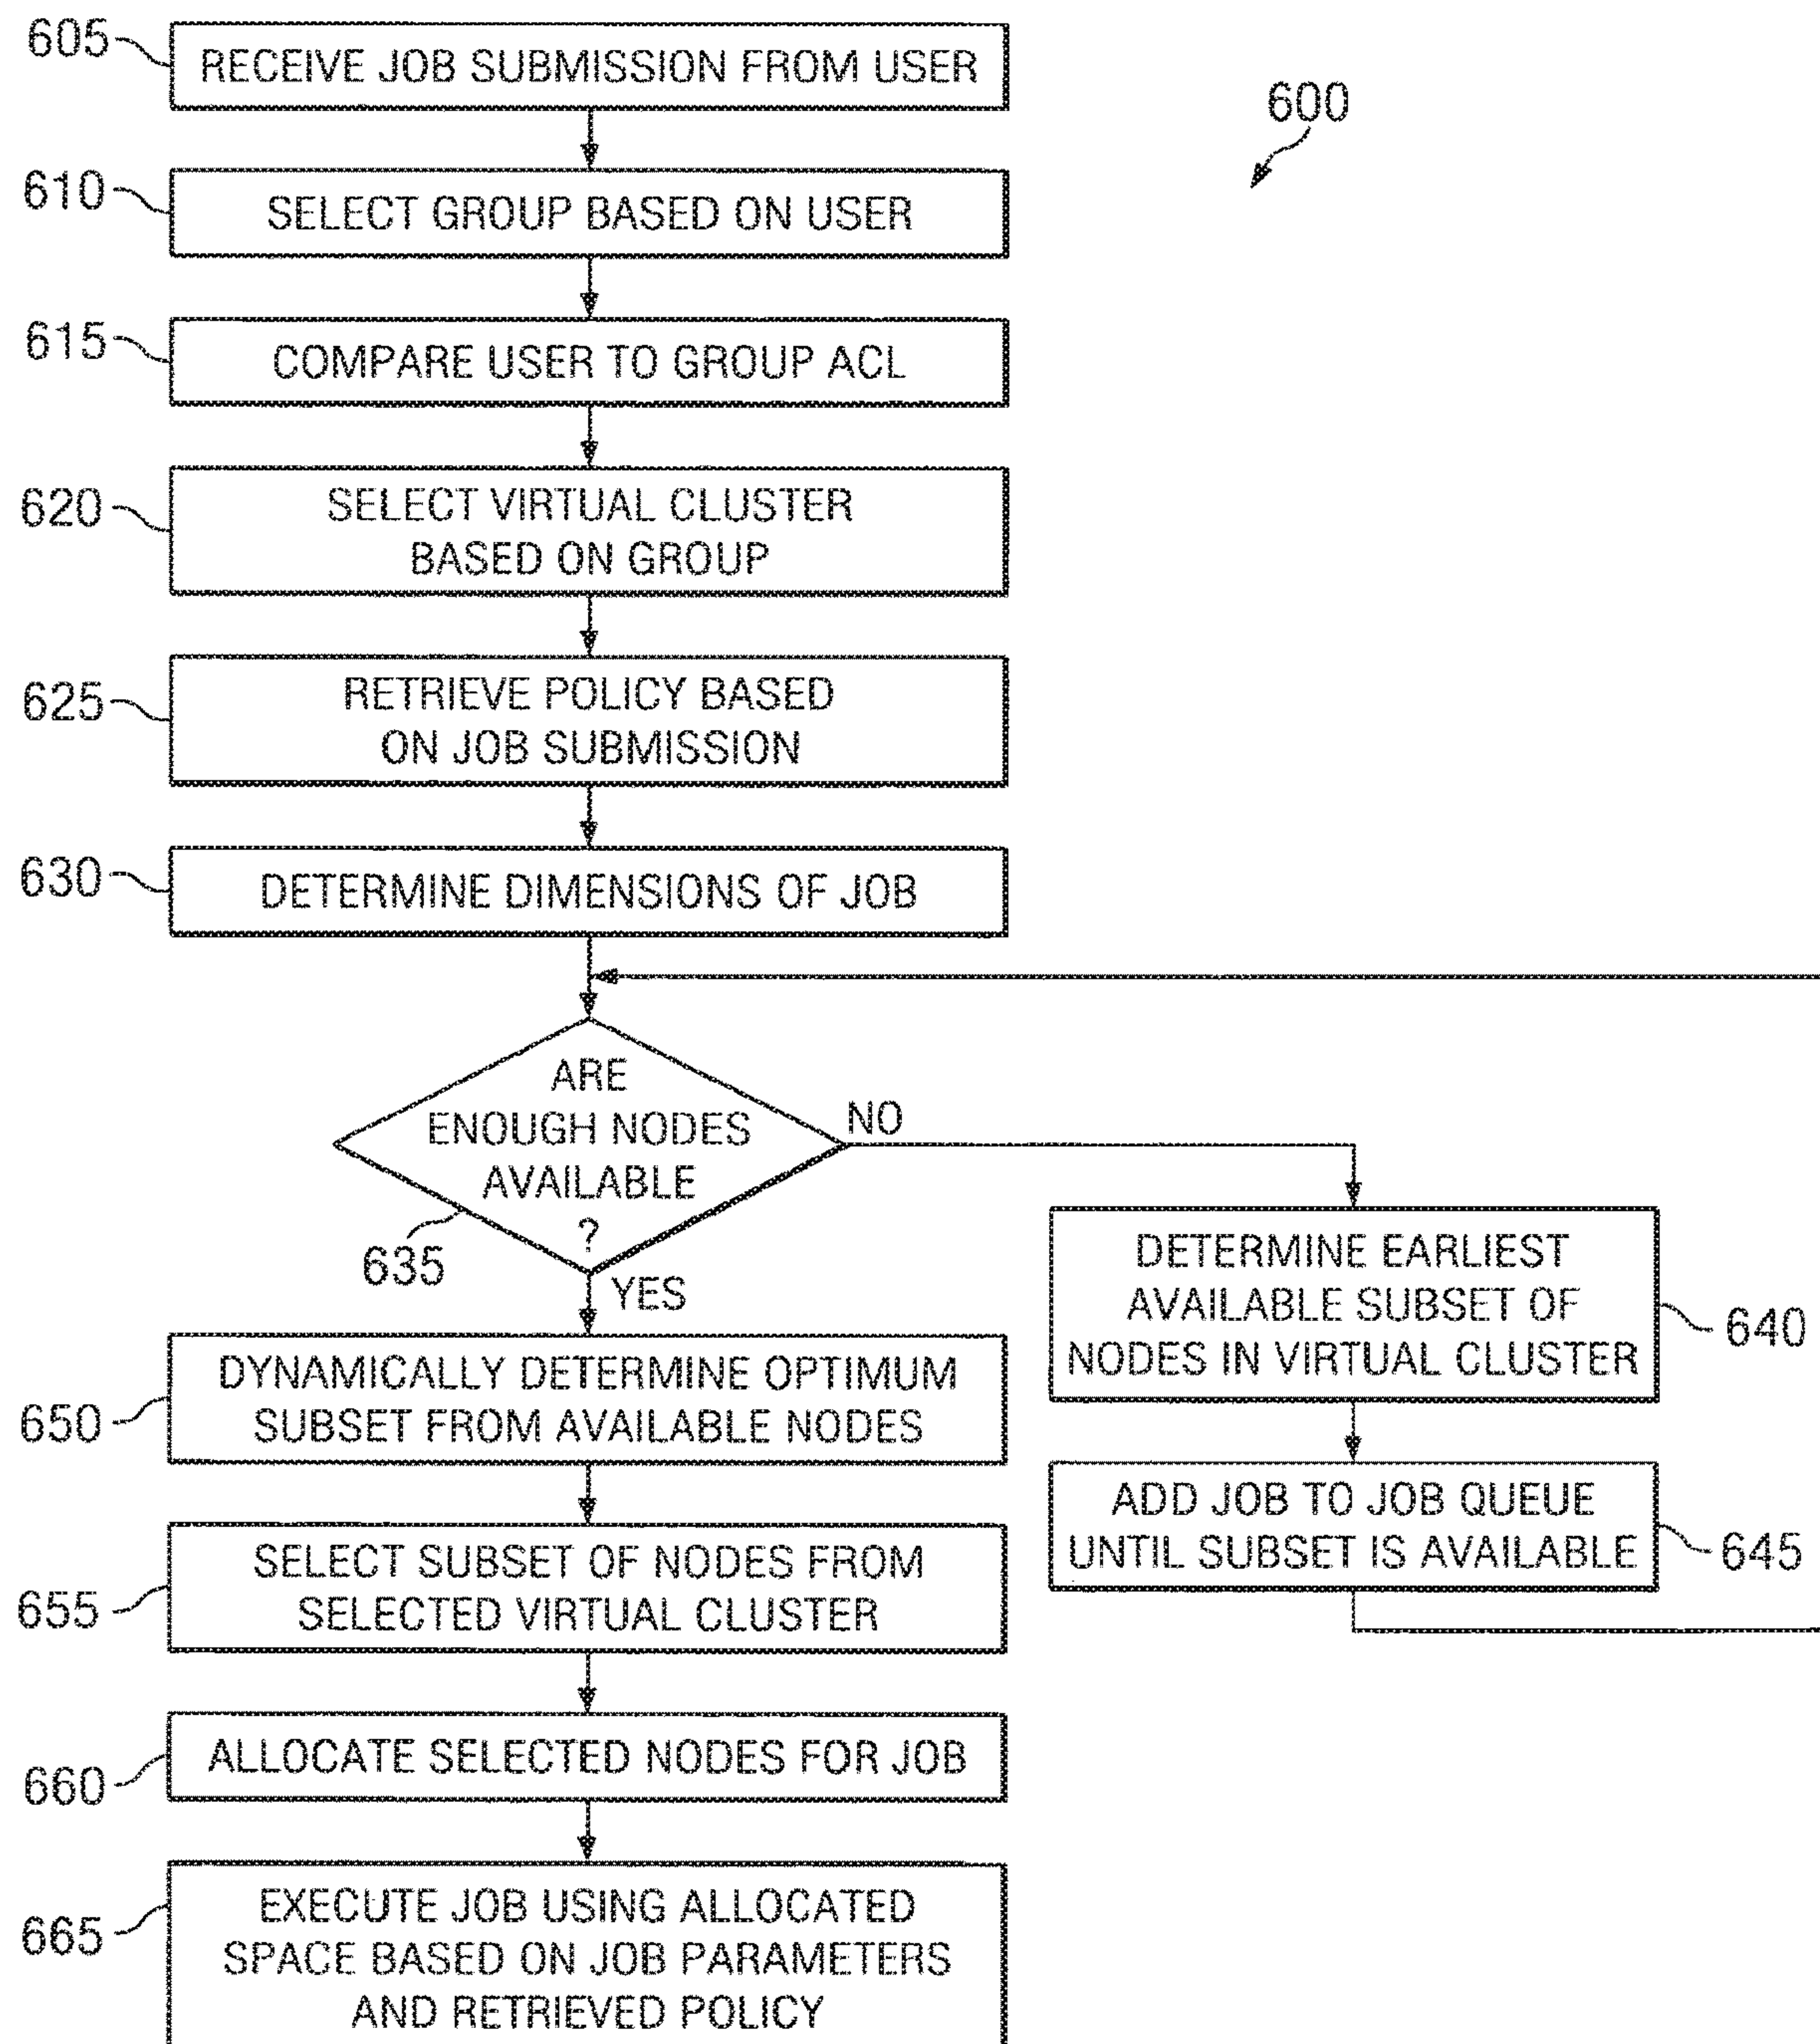 605
RECEIVE JOB SUBMISSION FROM USER
600
610
SELECT GROUP BASED ON USER
615
COMPARE USER TO GROUP ACL
620
SELECT VIRTUAL CLUSTER
BASED ON GROUP
625
RETRIEVE POLICY BASED
ON JOB SUBMISSION
630
DETERMINE DIMENSIONS OF JOB
ARE
ENOUGH NODES
AVAILABLE
?
635
NO
YES
DETERMINE EARLIEST
AVAILABLE SUBSET OF
NODES IN VIRTUAL CLUSTER
640
ADD JOB TO JOB QUEUE
UNTIL SUBSET IS AVAILABLE
645
650
DYNAMICALLY DETERMINE OPTIMUM
SUBSET FROM AVAILABLE NODES
655
SELECT SUBSET OF NODES FROM
SELECTED VIRTUAL CLUSTER
660
ALLOCATE SELECTED NODES FOR JOB
665
EXECUTE JOB USING ALLOCATED
SPACE BASED ON JOB PARAMETERS
AND RETRIEVED POLICY